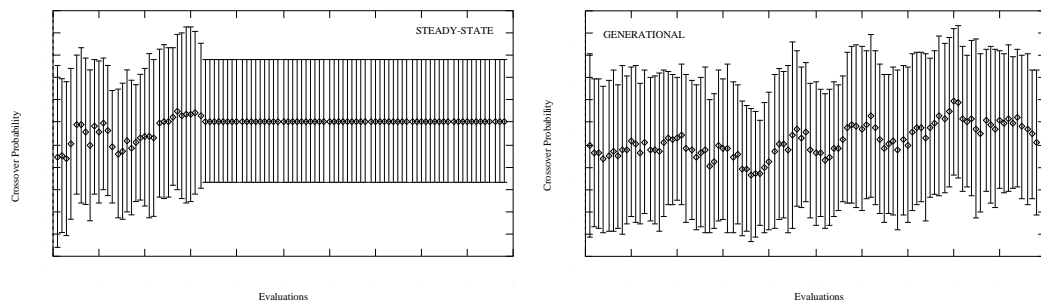 STEADY-STATE
Crossover Probability
Evaluations
GENERATIONAL
Crossover Probability
Evaluations